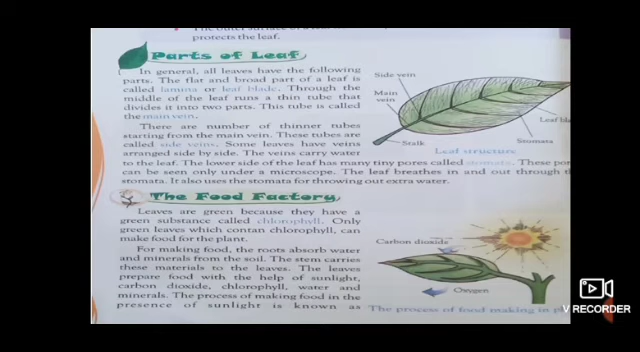 The outer surface of a leaf
protects the leaf.
Parts of Leaf
In general, all leaves have the following
parts. The flat and broad part of a leaf is
called lamina or leaf blade. Through the
middle of the leaf runs a thin tube that
divides it into two parts. This tube is called
the main vein.
There are number of thinner tubes
starting from the main vein. These tubes are
called side veins. Some leaves have veins
arranged side by side. The veins carry water
to the leaf. The lower side of the leaf has many tiny pores called stomata. These por
can be seen only under a microscope. The leaf breathes in and out through t
stomata. It also uses the stomata for throwing out extra water.
Side vein
Main
vein
Leaf bla
Stalk
Stomata
Leaf structure
The Food Factory
Leaves are green because they have a
green substance called chlorophyll. Only
green leaves which contan chlorophyll, can
make food for the plant.
For making food, the roots absorb water
and minerals from the soil. The stem carries
these materials to the leaves. The leaves
prepare food with the help of sunlight,
carbon dioxide, chlorophyll, water and
minerals. The process of making food in the
presence of sunlight is known as
Carbon dioxide
Oxygen
The process of food making in pl
V RECORDER